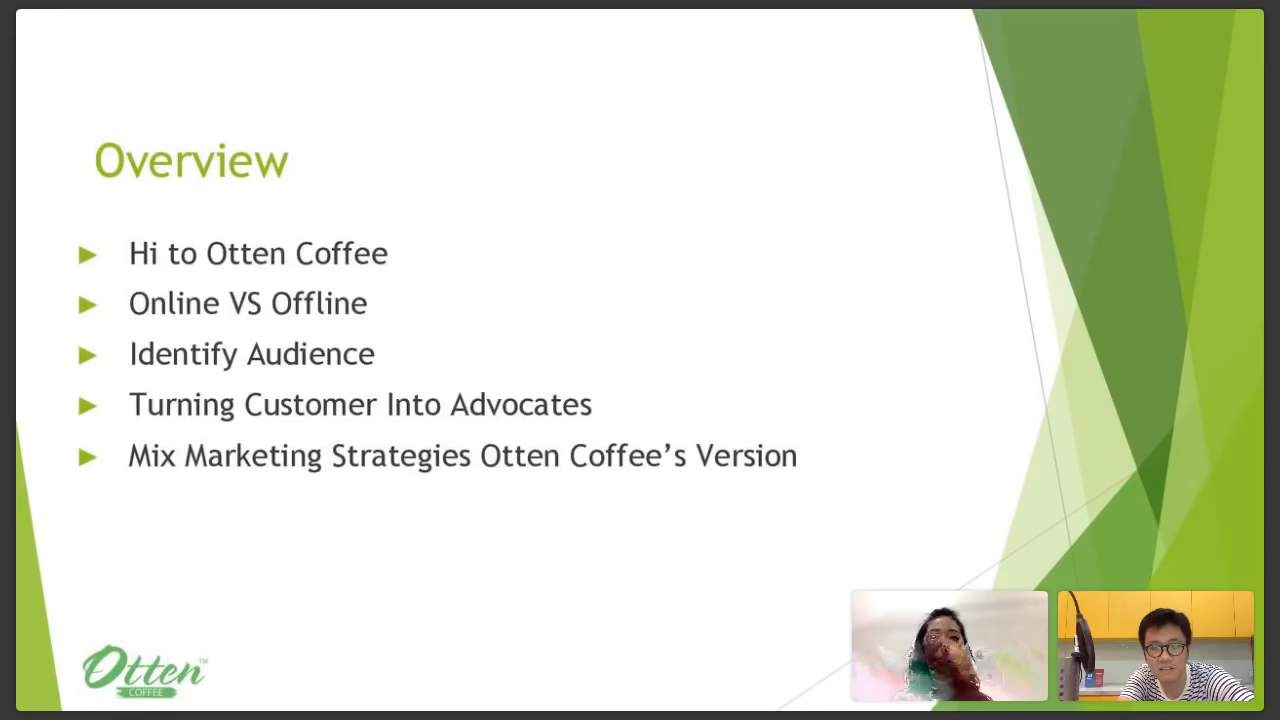 Overview
Hi to Otten Coffee
Online VS Offline
Identify Audience
Turning Customer Into Advocates
Mix Marketing Strategies Otten Coffee’s Version
Otten™
COFFEE